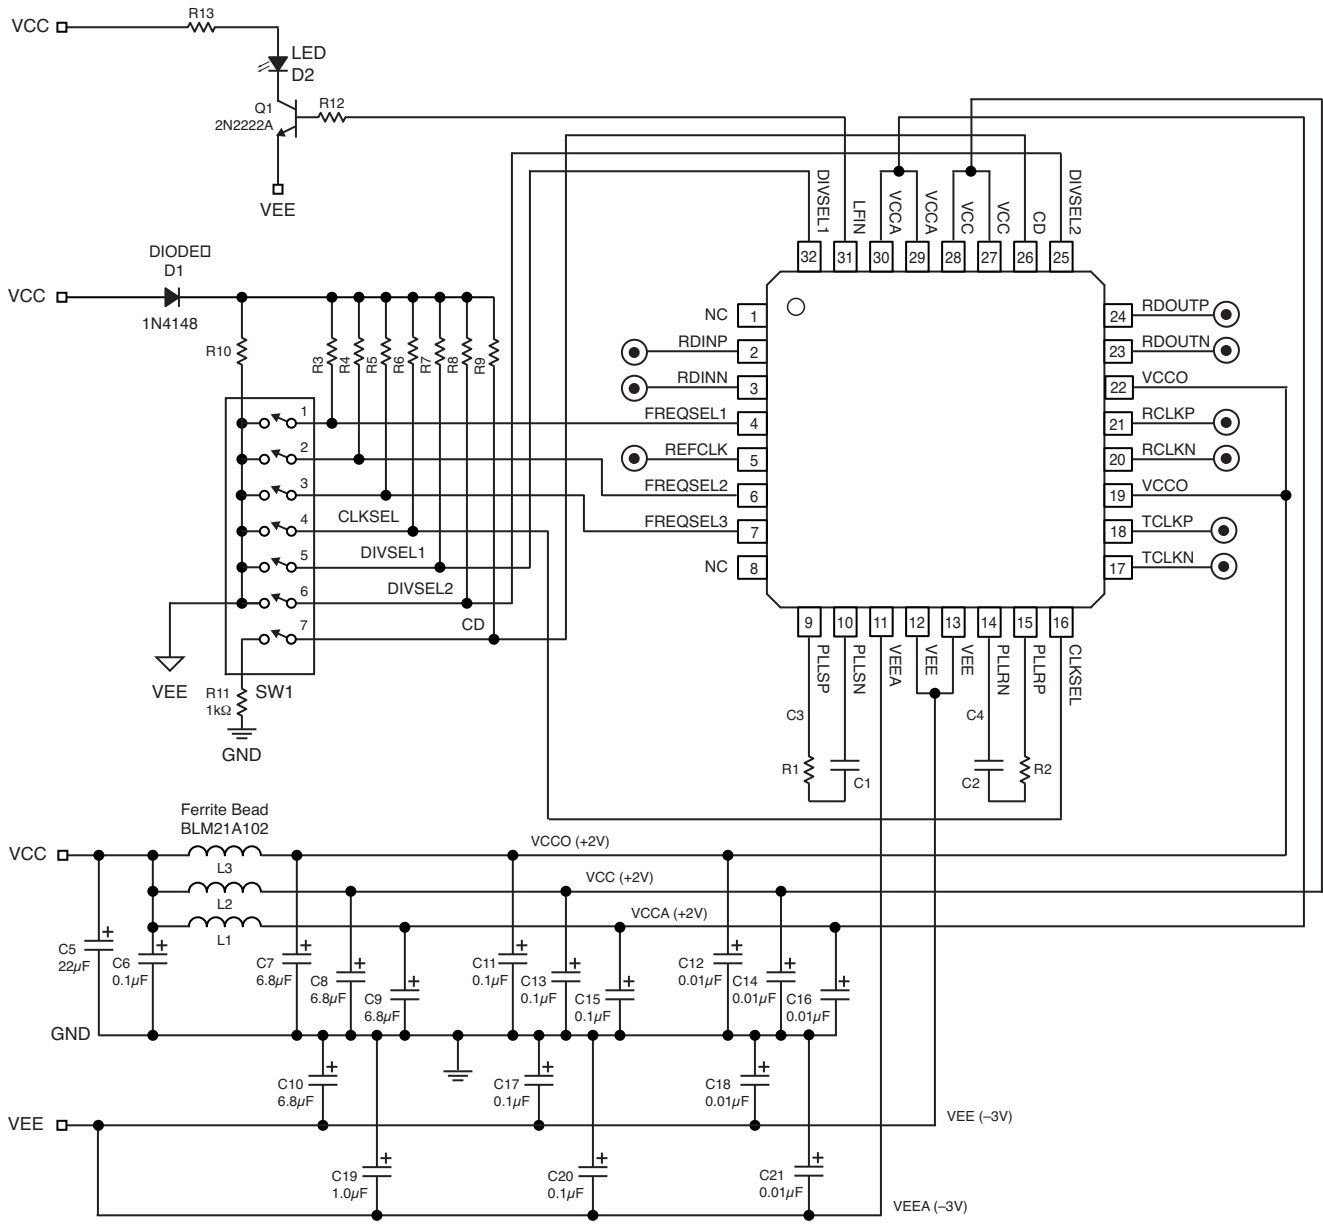 VCC
R13
LED
D2
Q1
2N2222A
R12
VEE
DIODE□
D1
VCC
1N4148
R10
R3
R4
R5
R6
R7
R8
R9
1
2
3
4
5
6
7
CLKSEL
DIVSEL1
DIVSEL2
CD
VEE
R11
1kΩ
SW1
GND
DIVSEL1
LFIN
VCCA
VCCA
VCC
VCC
CD
DIVSEL2
32
31
30
29
28
27
26
25
NC
1
RDINP
2
RDINN
3
FREQSEL1
4
REFCLK
5
FREQSEL2
6
FREQSEL3
7
NC
8
24
RDOUTP
23
RDOUTN
22
VCCO
21
RCLKP
20
RCLKN
19
VCCO
18
TCLKP
17
TCLKN
9
10
11
12
13
14
15
16
PLLSP
PLLSN
VEEA
VEE
VEE
PLLRN
PLLRP
CLKSEL
C3
C4
R1
C1
C2
R2
Ferrite Bead
BLM21A102
VCC
L3
VCCO (+2V)
L2
VCC (+2V)
L1
VCCA (+2V)
C5
22µF
C6
0.1µF
C7
6.8µF
C8
6.8µF
C9
6.8µF
C11
0.1µF
C13
0.1µF
C15
0.1µF
C12
0.01µF
C14
0.01µF
C16
0.01µF
GND
C10
6.8µF
C17
0.1µF
C18
0.01µF
VEE
VEE (–3V)
C19
1.0µF
C20
0.1µF
C21
0.01µF
VEEA (–3V)